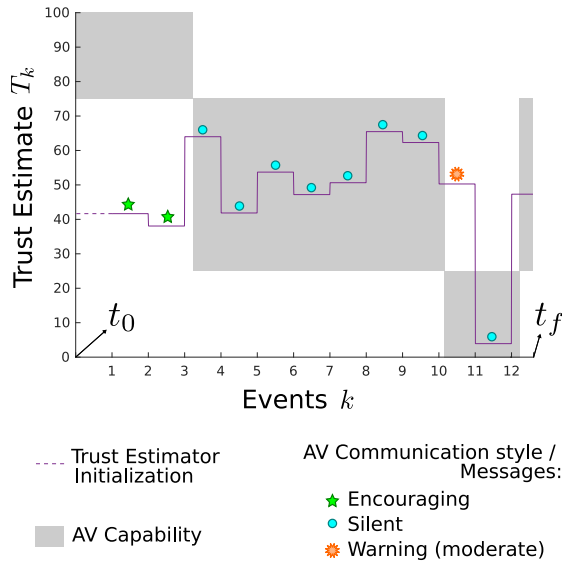 Trust Estimate T_k
100
90
80
70
60
50
40
30
20
10
0
t_0
t_f
1 2 3 4 5 6 7 8 9 10 11 12
Events k
Trust Estimator
Initialization
AV Capability
AV Communication style /
Messages:
Encouraging
Silent
Warning (moderate)